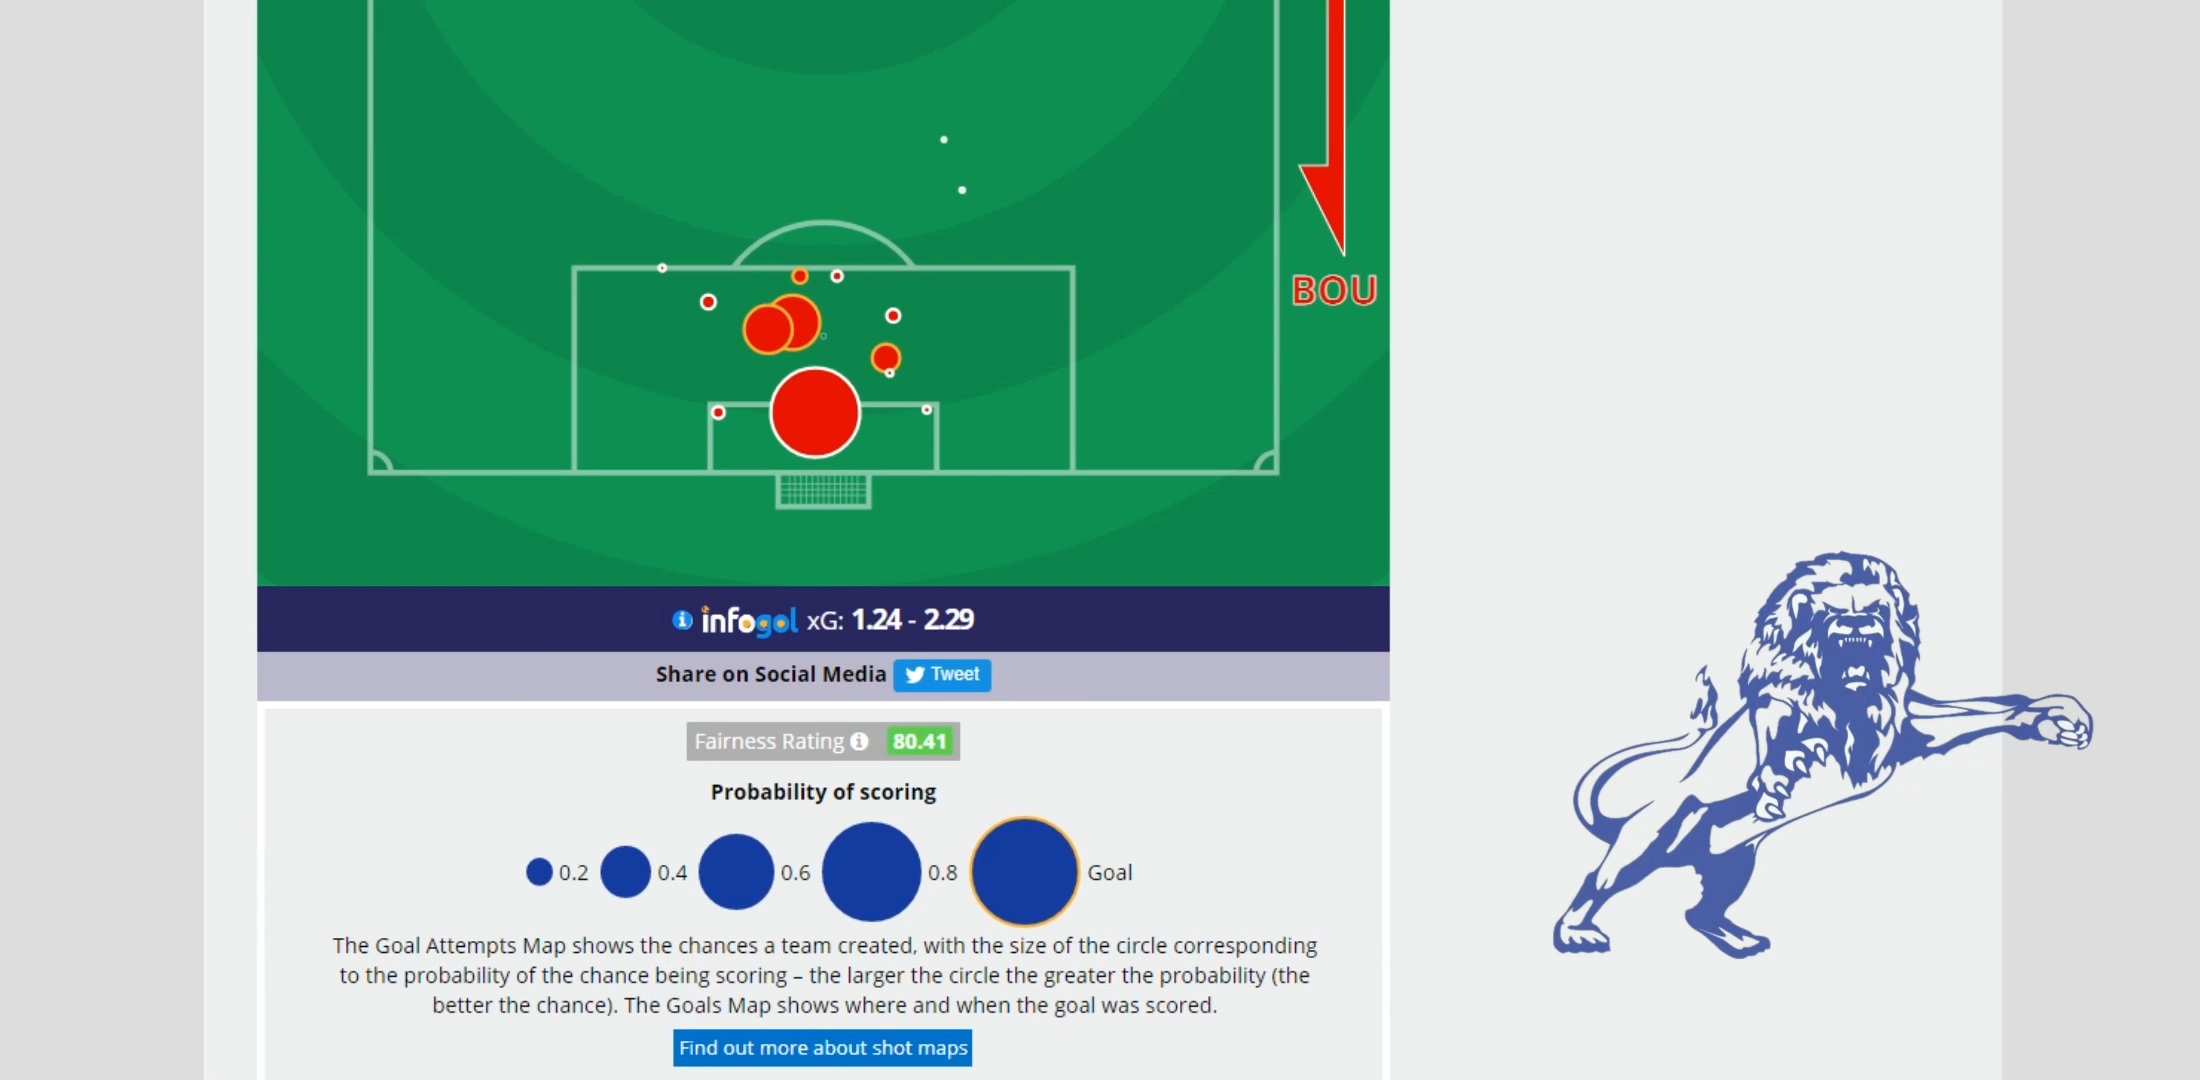 BOU
infogol xG: 1.24 - 2.29
Share on Social Media Tweet
Fairness Rating 80.41
Probability of scoring
0.2 0.4 0.6 0.8 Goal
The Goal Attempts Map shows the chances a team created, with the size of the circle corresponding
to the probability of the chance being scoring – the larger the circle the greater the probability (the
better the chance). The Goals Map shows where and when the goal was scored.
Find out more about shot maps